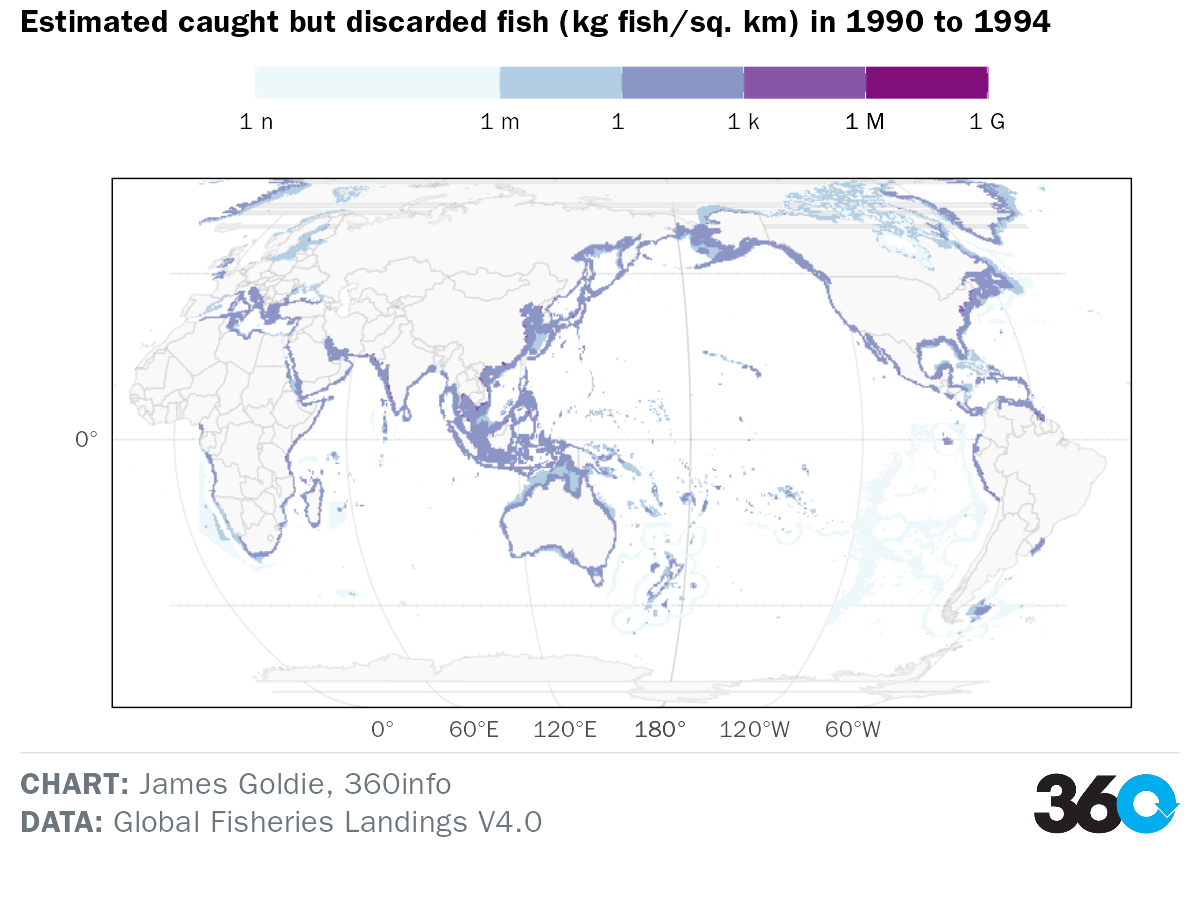 Estimated caught but discarded fish (kg fish/sq. km) in 1990 to 1994
1 n 1 m 1 1 k 1 M 1 G
0°
0° 60°E 120°E 180° 120°W 60°W
CHART: James Goldie, 360info
DATA: Global Fisheries Landings V4.0
360